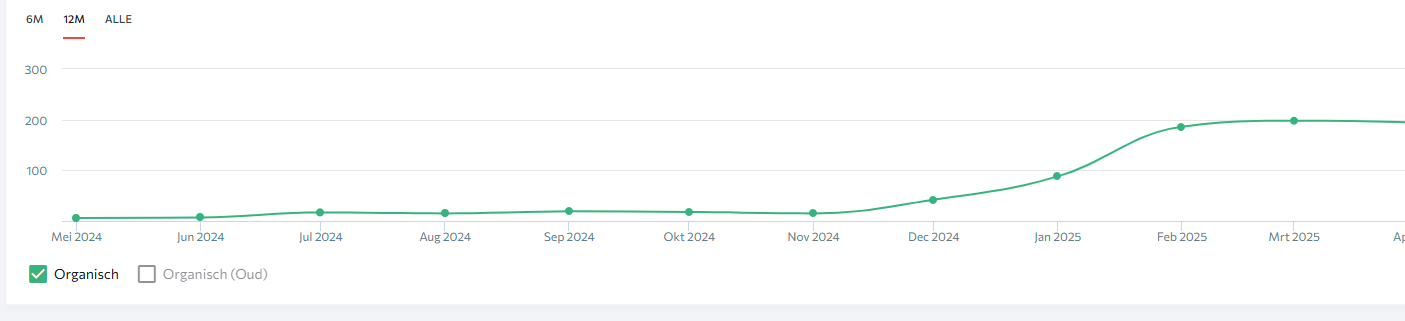 6M 12M ALLE
300
200
100
Mei 2024 Jun 2024 Jul 2024 Aug 2024 Sep 2024 Okt 2024 Nov 2024 Dec 2024 Jan 2025 Feb 2025 Mrt 2025 Ap
Organisch Organisch (Oud)